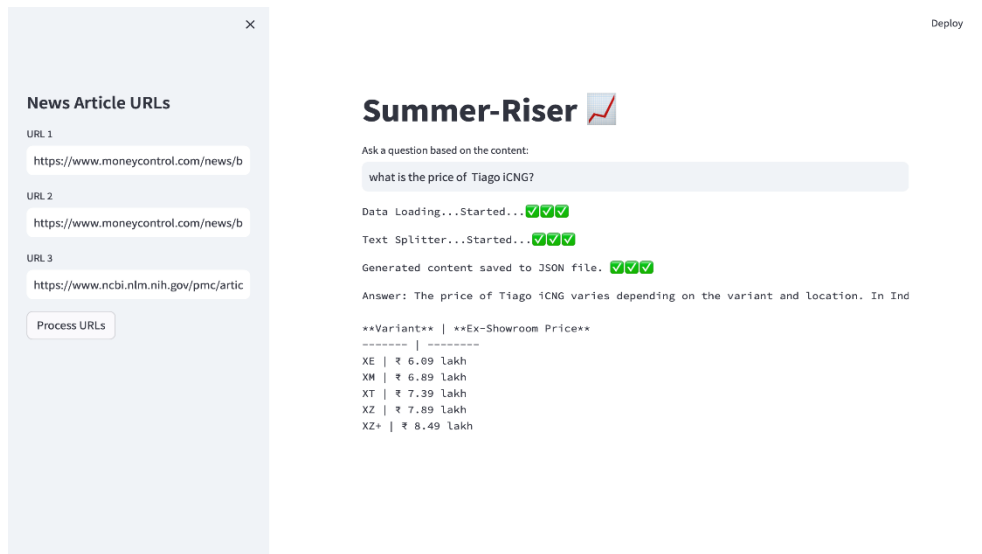 Deploy
News Article URLs
URL 1
https://www.moneycontrol.com/news/b
URL 2
https://www.moneycontrol.com/news/b
URL 3
https://www.ncbi.nlm.nih.gov/pmc/artic
Process URLs
Summer-Riser 📈
Ask a question based on the content:
what is the price of Tiago iCNG?
Data Loading...Started...✅✅✅
Text Splitter...Started...✅✅✅
Generated content saved to JSON file. ✅✅✅
Answer: The price of Tiago iCNG varies depending on the variant and location. In Ind
**Variant** | **Ex-Showroom Price**
------- | --------
XE | ₹ 6.09 lakh
XM | ₹ 6.89 lakh
XT | ₹ 7.39 lakh
XZ | ₹ 7.89 lakh
XZ+ | ₹ 8.49 lakh